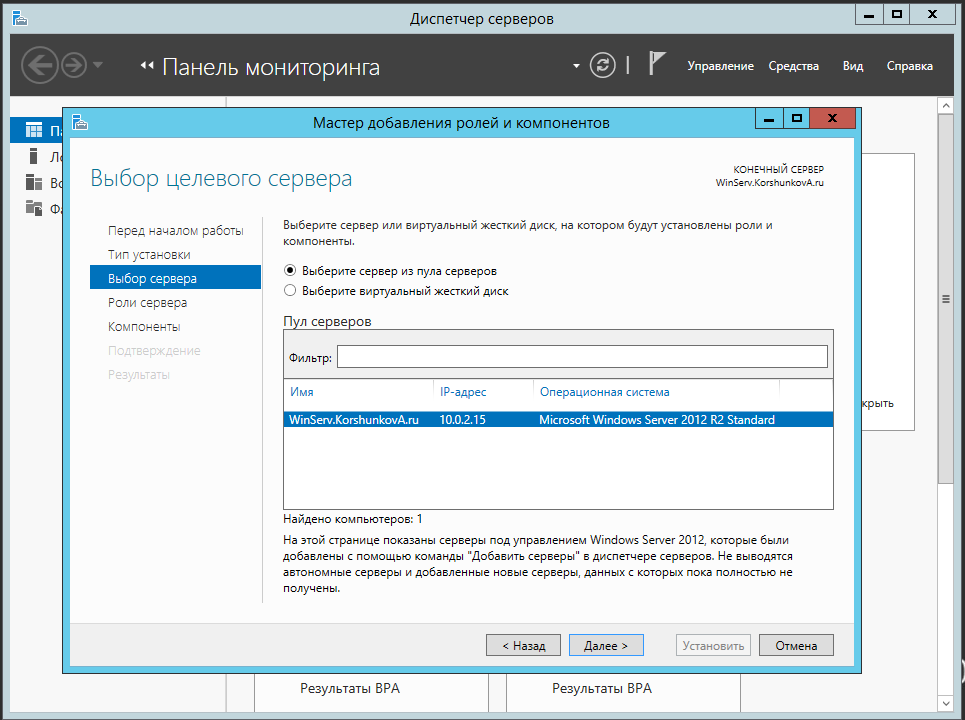 Диспетчер серверов
Панель мониторинга
Управление Средства Вид Справка
Мастер добавления ролей и компонентов
Выбор целевого сервера
КОНЕЧНЫЙ СЕРВЕР
WinServ.KorshunkovA.ru
Перед началом работы
Тип установки
Выбор сервера
Роли сервера
Компоненты
Подтверждение
Результаты
Выберите сервер или виртуальный жесткий диск, на котором будут установлены роли и
компоненты.
Выберите сервер из пула серверов
Выберите виртуальный жесткий диск
Пул серверов
Фильтр:
Имя IP-адрес Операционная система
WinServ.KorshunkovA.ru 10.0.2.15 Microsoft Windows Server 2012 R2 Standard
Найдено компьютеров: 1
На этой странице показаны серверы под управлением Windows Server 2012, которые были
добавлены с помощью команды "Добавить серверы" в диспетчере серверов. Не выводятся
автономные серверы и добавленные новые серверы, данных с которых пока полностью не
получены.
< Назад Далее > Установить Отмена
крыть
Результаты BPA Результаты BPA